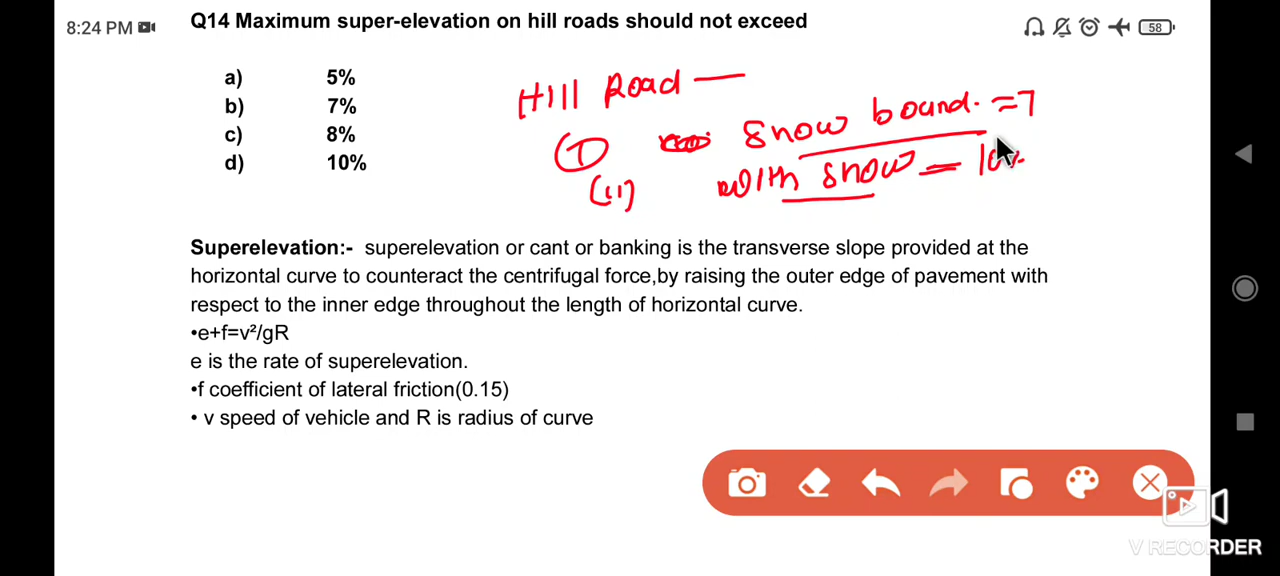 8:24 PM
58
Q14 Maximum super-elevation on hill roads should not exceed
a) 5%
b) 7%
c) 8%
d) 10%
Hill Road —
(I) Snow bound. = 7
(II) with snow = 10%
Superelevation:- superelevation or cant or banking is the transverse slope provided at the
horizontal curve to counteract the centrifugal force,by raising the outer edge of pavement with
respect to the inner edge throughout the length of horizontal curve.
•e+f=v²/gR
e is the rate of superelevation.
•f coefficient of lateral friction(0.15)
• v speed of vehicle and R is radius of curve
V RECORDER